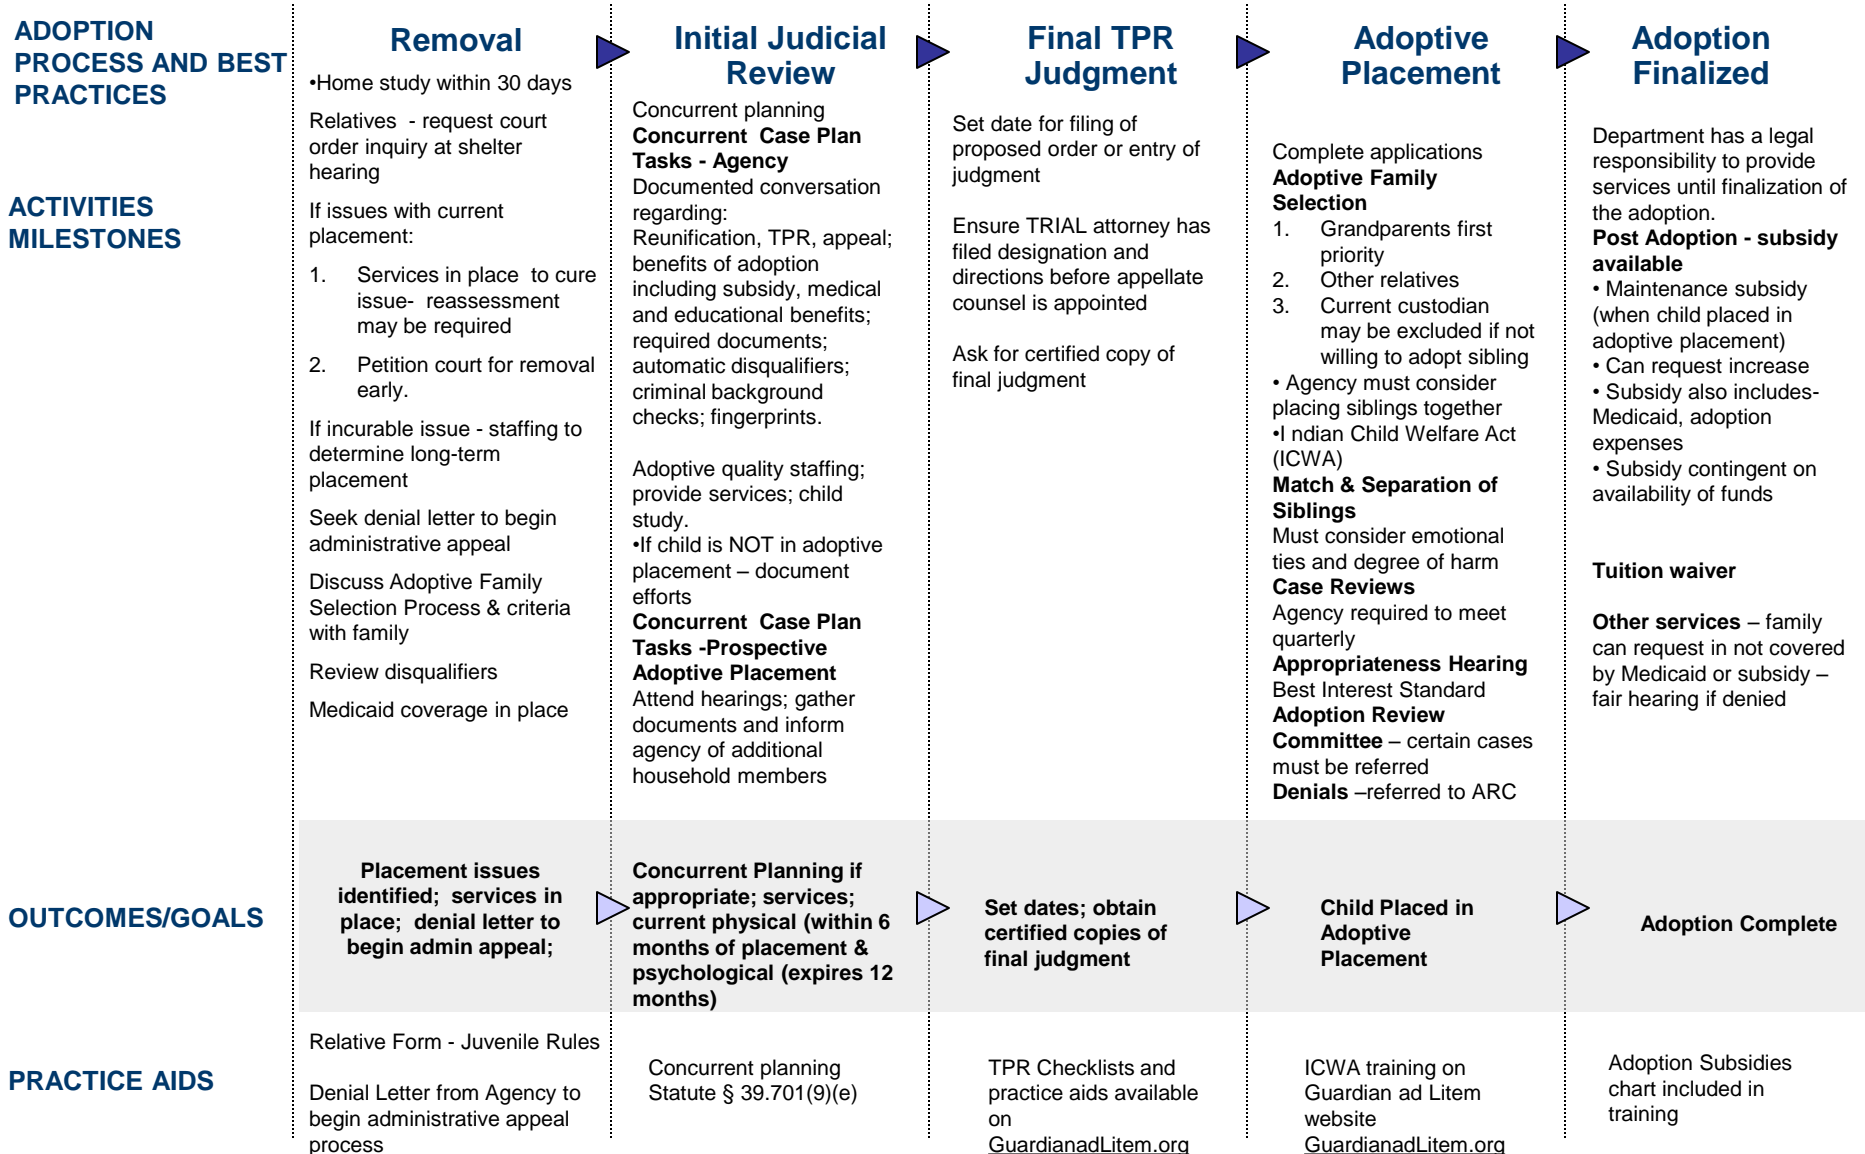 ADOPTION
PROCESS AND BEST
PRACTICES
ACTIVITIES
MILESTONES
Removal
•Home study within 30 days
Relatives - request court
order inquiry at shelter
hearing
If issues with current
placement:
1. Services in place to cure
issue- reassessment
may be required
2. Petition court for removal
early.
If incurable issue - staffing to
determine long-term
placement
Seek denial letter to begin
administrative appeal
Discuss Adoptive Family
Selection Process & criteria
with family
Review disqualifiers
Medicaid coverage in place
Initial Judicial
Review
Concurrent planning
Concurrent Case Plan
Tasks - Agency
Documented conversation
regarding:
Reunification, TPR, appeal;
benefits of adoption
including subsidy, medical
and educational benefits;
required documents;
automatic disqualifiers;
criminal background
checks; fingerprints.
Adoptive quality staffing;
provide services; child
study.
•If child is NOT in adoptive
placement – document
efforts
Concurrent Case Plan
Tasks -Prospective
Adoptive Placement
Attend hearings; gather
documents and inform
agency of additional
household members
Final TPR
Judgment
Set date for filing of
proposed order or entry of
judgment
Ensure TRIAL attorney has
filed designation and
directions before appellate
counsel is appointed
Ask for certified copy of
final judgment
Adoptive
Placement
Complete applications
Adoptive Family
Selection
1. Grandparents first
priority
2. Other relatives
3. Current custodian
may be excluded if not
willing to adopt sibling
• Agency must consider
placing siblings together
•I ndian Child Welfare Act
(ICWA)
Match & Separation of
Siblings
Must consider emotional
ties and degree of harm
Case Reviews
Agency required to meet
quarterly
Appropriateness Hearing
Best Interest Standard
Adoption Review
Committee – certain cases
must be referred
Denials –referred to ARC
Adoption
Finalized
Department has a legal
responsibility to provide
services until finalization of
the adoption.
Post Adoption - subsidy
available
• Maintenance subsidy
(when child placed in
adoptive placement)
• Can request increase
• Subsidy also includes-
Medicaid, adoption
expenses
• Subsidy contingent on
availability of funds
Tuition waiver
Other services – family
can request in not covered
by Medicaid or subsidy –
fair hearing if denied
OUTCOMES/GOALS
Placement issues
identified; services in
place; denial letter to
begin admin appeal;
Concurrent Planning if
appropriate; services;
current physical (within 6
months of placement &
psychological (expires 12
months)
Set dates; obtain
certified copies of
final judgment
Child Placed in
Adoptive
Placement
Adoption Complete
PRACTICE AIDS
Relative Form - Juvenile Rules
Denial Letter from Agency to
begin administrative appeal
process
Concurrent planning
Statute § 39.701(9)(e)
TPR Checklists and
practice aids available
on
GuardianadLitem.org
ICWA training on
Guardian ad Litem
website
GuardianadLitem.org
Adoption Subsidies
chart included in
training